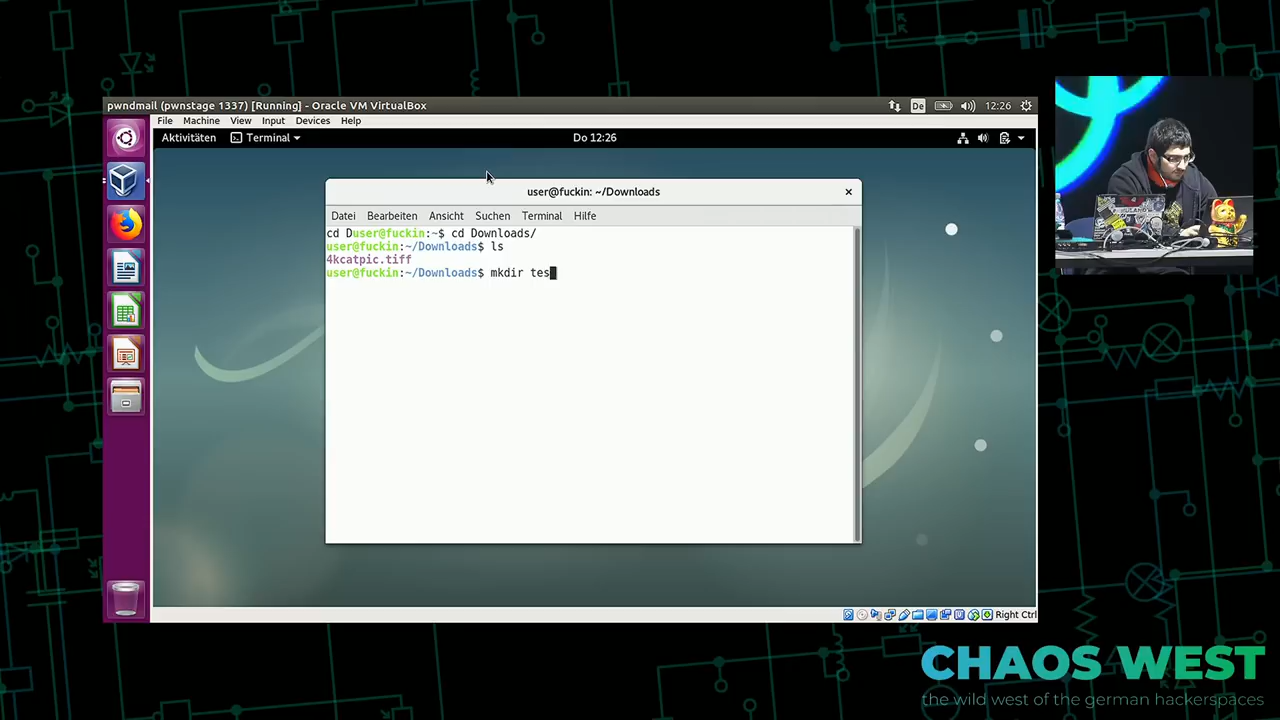 pwndmail (pwnstage 1337) [Running] - Oracle VM VirtualBox
De
12:26
File Machine View Input Devices Help
Aktivitäten
Terminal
Do 12:26
user@fuckin: ~/Downloads
Datei Bearbeiten Ansicht Suchen Terminal Hilfe
cd Duser@fuckin:~$ cd Downloads/
user@fuckin:~/Downloads$ ls
4kcatpic.tiff
user@fuckin:~/Downloads$ mkdir tes
Right Ctrl
CHAOS WEST
the wild west of the german hackerspaces